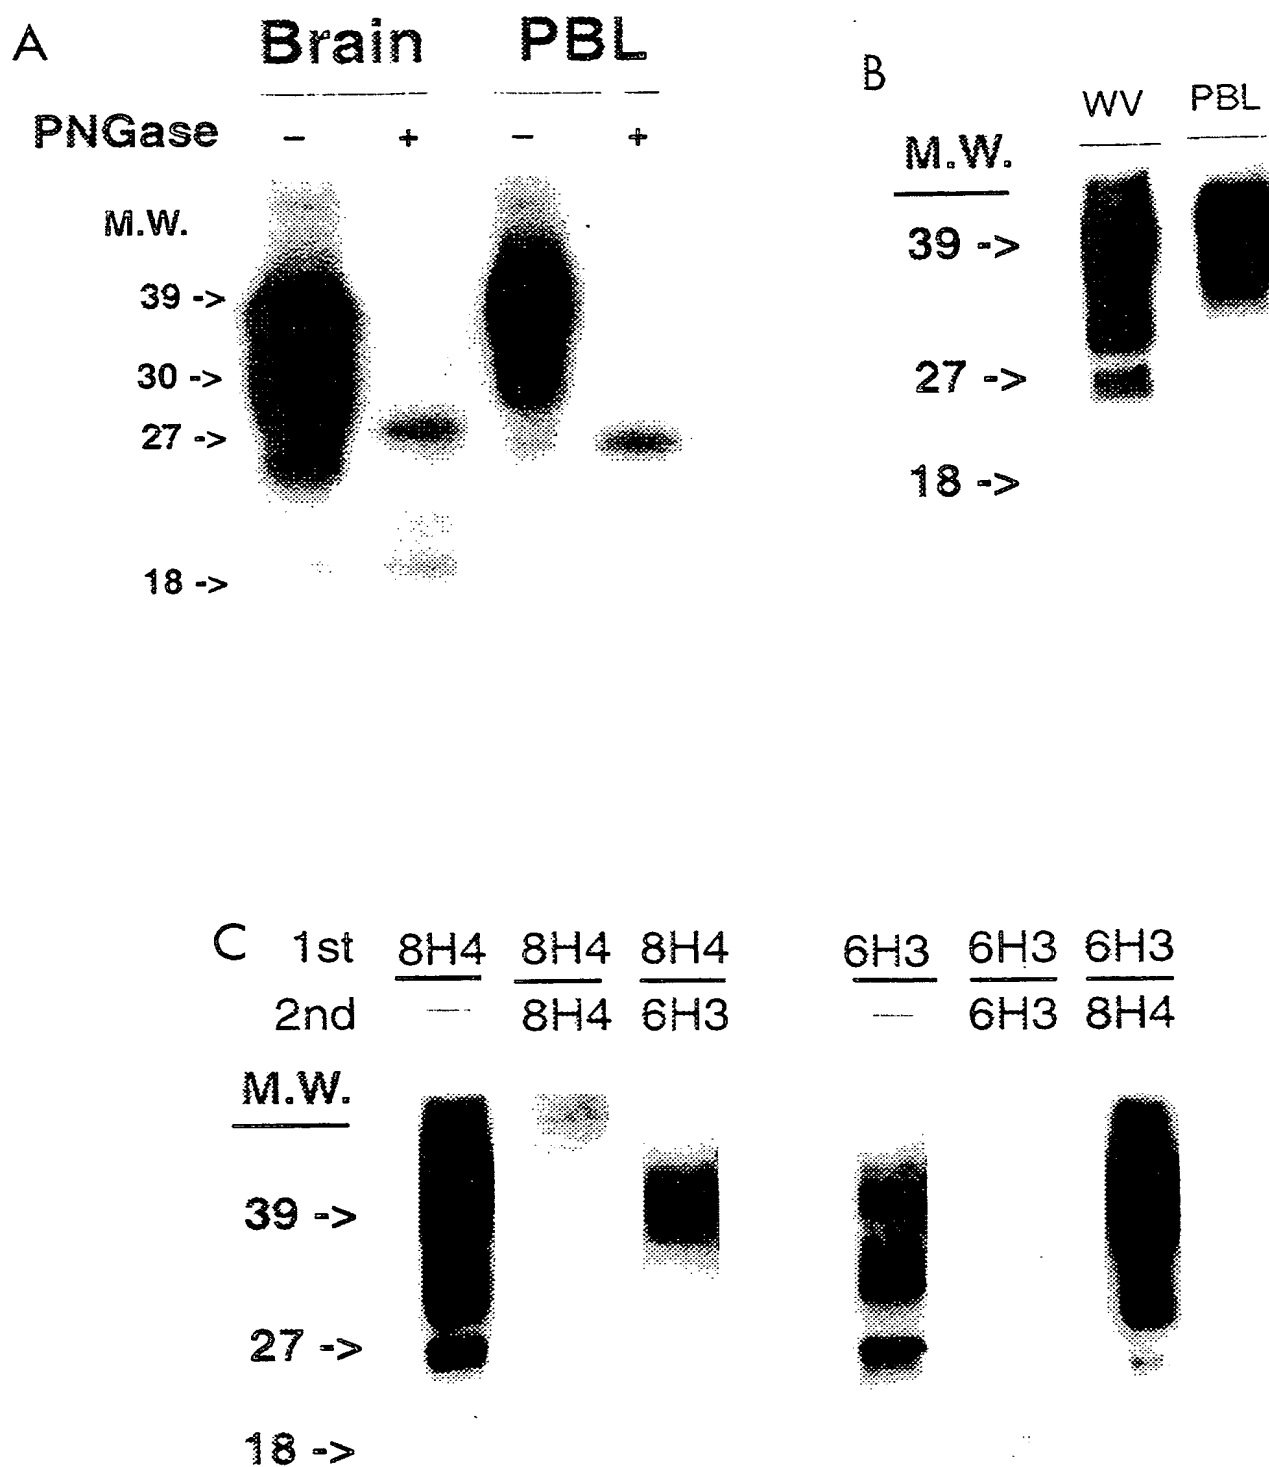 A
Brain PBL
PNGase - + - +
M.W.
39 ->
30 ->
27 ->
18 ->
B
WV PBL
M.W.
39 ->
27 ->
18 ->
C 1st 8H4 8H4 8H4 6H3 6H3 6H3
2nd — 8H4 6H3 — 6H3 8H4
M.W.
39 ->
27 ->
18 ->